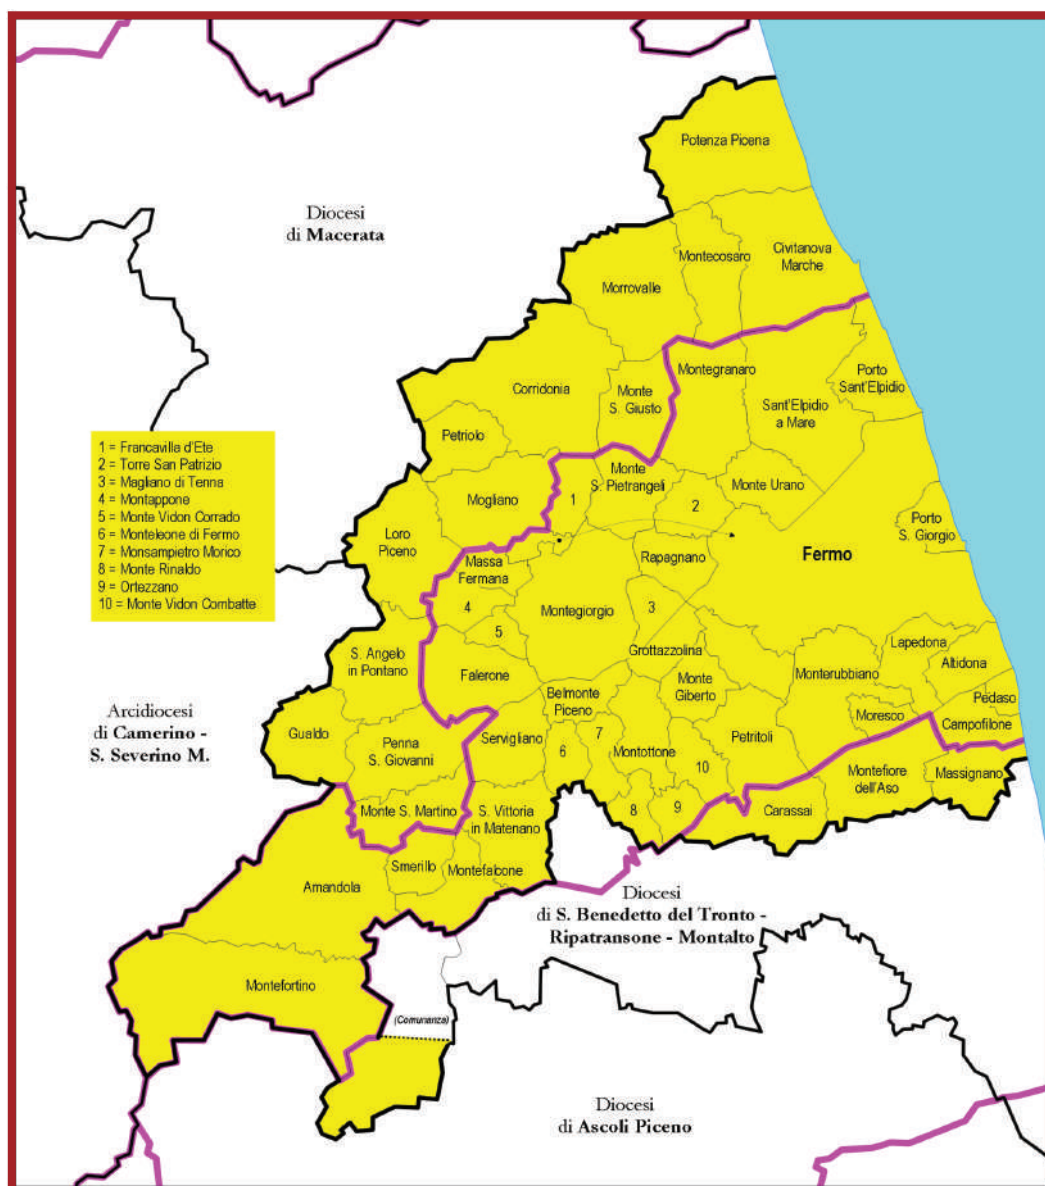 Potenza Picena
Diocesi
di Macerata
Montecosaro
Civitanova
Marche
Morrovalle
Corridonia
Monte
S. Giusto
Montegranaro
Porto
Sant'Elpidio
Sant'Elpidio
a Mare
Petriolo
1 = Francavilla d'Ete
2 = Torre San Patrizio
3 = Magliano di Tenna
4 = Montappone
5 = Monte Vidon Corrado
6 = Monteleone di Fermo
7 = Monsampietro Morico
8 = Monte Rinaldo
9 = Ortezzano
10 = Monte Vidon Combatte
Mogliano
1
Monte
S. Pietrangeli
2
Monte Urano
Loro
Piceno
Porto
S. Giorgio
Fermo
Massa
Fermana
Rapagnano
4
Montegiorgio
3
5
S. Angelo
in Pontano
Falerone
Grottazzolina
Lapedona
Monterubbiano
Altidona
Monte
Giberto
Belmonte
Piceno
Pedaso
Moresco
Campofilone
Arcidiocesi
di Camerino -
S. Severino M.
Gualdo
Penna
S. Giovanni
Servigliano
6
7
Montottone
Petritoli
10
Montefiore
dell'Aso
Massignano
Monte S. Martino
S. Vittoria
in Matenano
8
9
Carassai
Smerillo
Montefalcone
Amandola
Diocesi
di S. Benedetto del Tronto -
Ripatransone - Montalto
Montefortino
(Comunanza)
Diocesi
di Ascoli Piceno